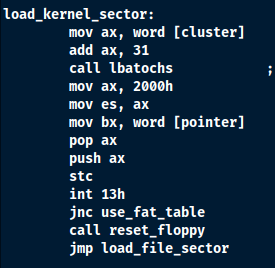 load_kernel_sector:
mov ax, word [cluster]
add ax, 31
call lbatochs ;
mov ax, 2000h
mov es, ax
mov bx, word [pointer]
pop ax
push ax
stc
int 13h
jnc use_fat_table
call reset_floppy
jmp load_file_sector